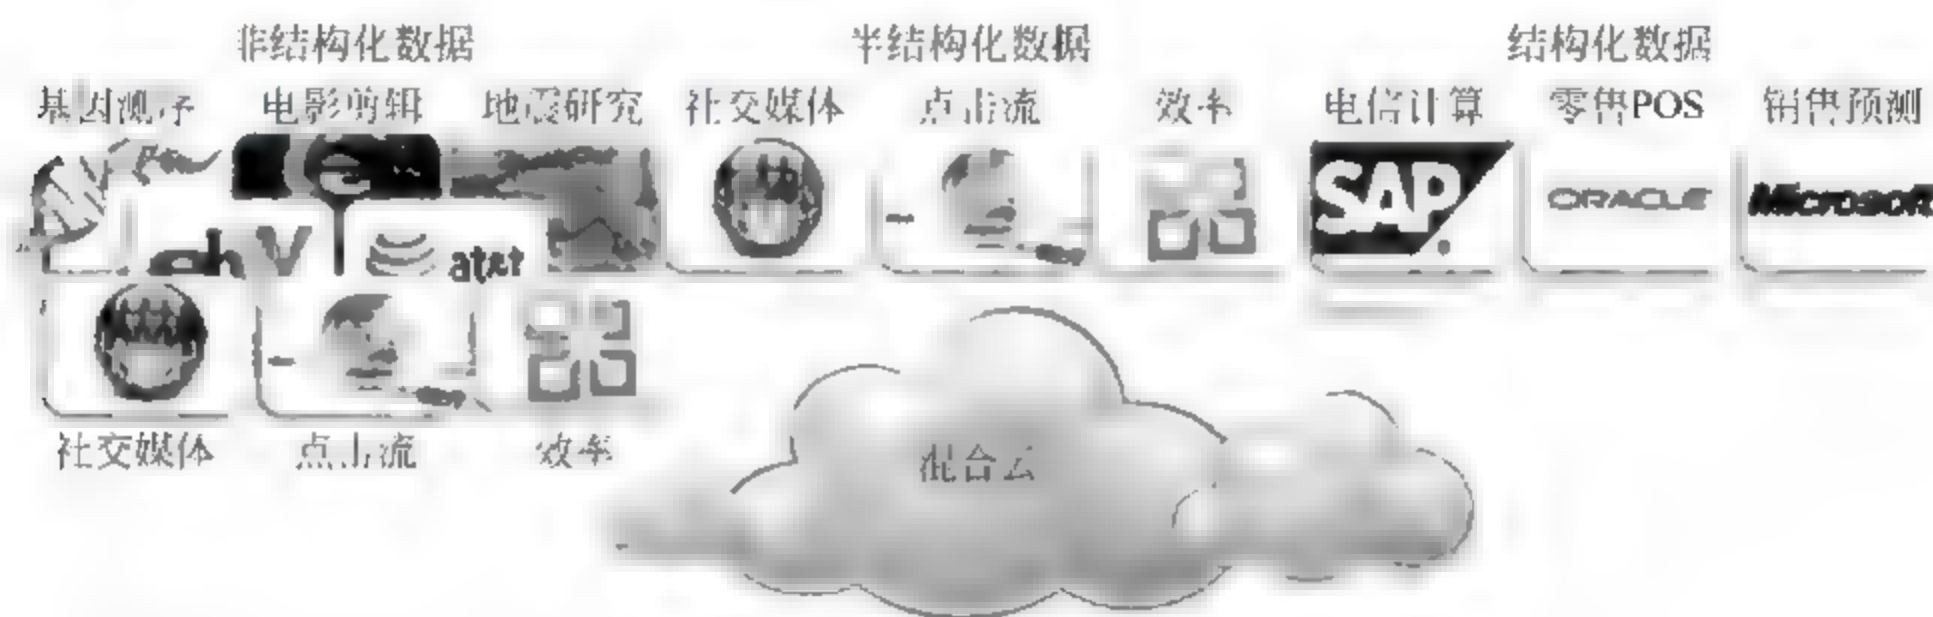 非结构化数据 半结构化数据 结构化数据
基因测序 电影剪辑 地震研究 社交媒体 点击流 效率 电信计算 零售POS 销售预测
SAP ORACLE Microsoft
at&t
社交媒体 点击流 效率
混合云